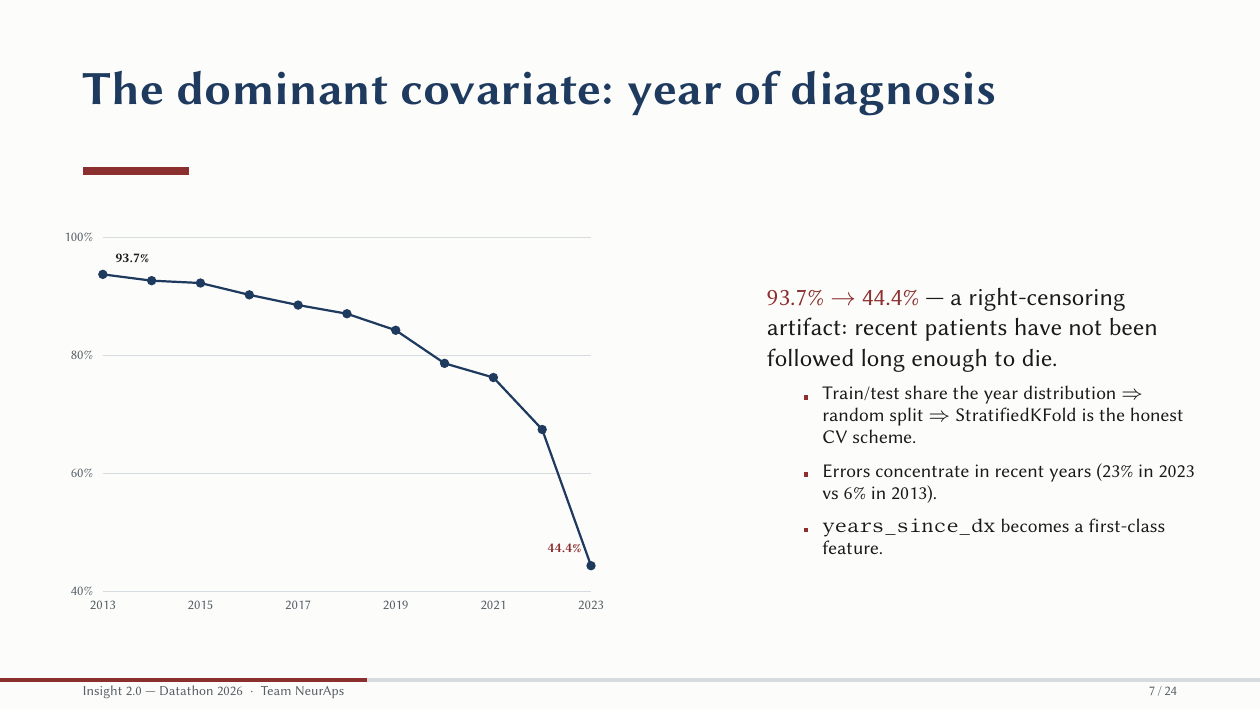 The dominant covariate: year of diagnosis
100%
93.7%
80%
60%
44.4%
40%
2013 2015 2017 2019 2021 2023
93.7% → 44.4% — a right-censoring
artifact: recent patients have not been
followed long enough to die.
▪ Train/test share the year distribution ⇒
random split ⇒ StratifiedKFold is the honest
CV scheme.
▪ Errors concentrate in recent years (23% in 2023
vs 6% in 2013).
▪ years_since_dx becomes a first-class
feature.
Insight 2.0 — Datathon 2026 · Team NeurAps
7 / 24